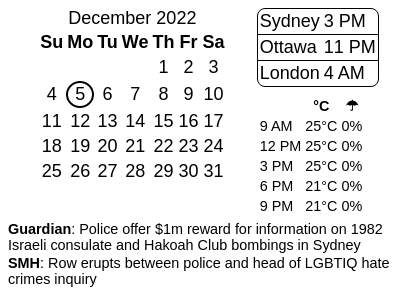 December 2022
Su Mo Tu We Th Fr Sa
1 2 3
4 5 6 7 8 9 10
11 12 13 14 15 16 17
18 19 20 21 22 23 24
25 26 27 28 29 30 31
Sydney 3 PM
Ottawa 11 PM
London 4 AM
°C ☂
9 AM 25°C 0%
12 PM 25°C 0%
3 PM 25°C 0%
6 PM 21°C 0%
9 PM 21°C 0%
Guardian: Police offer $1m reward for information on 1982
Israeli consulate and Hakoah Club bombings in Sydney
SMH: Row erupts between police and head of LGBTIQ hate
crimes inquiry